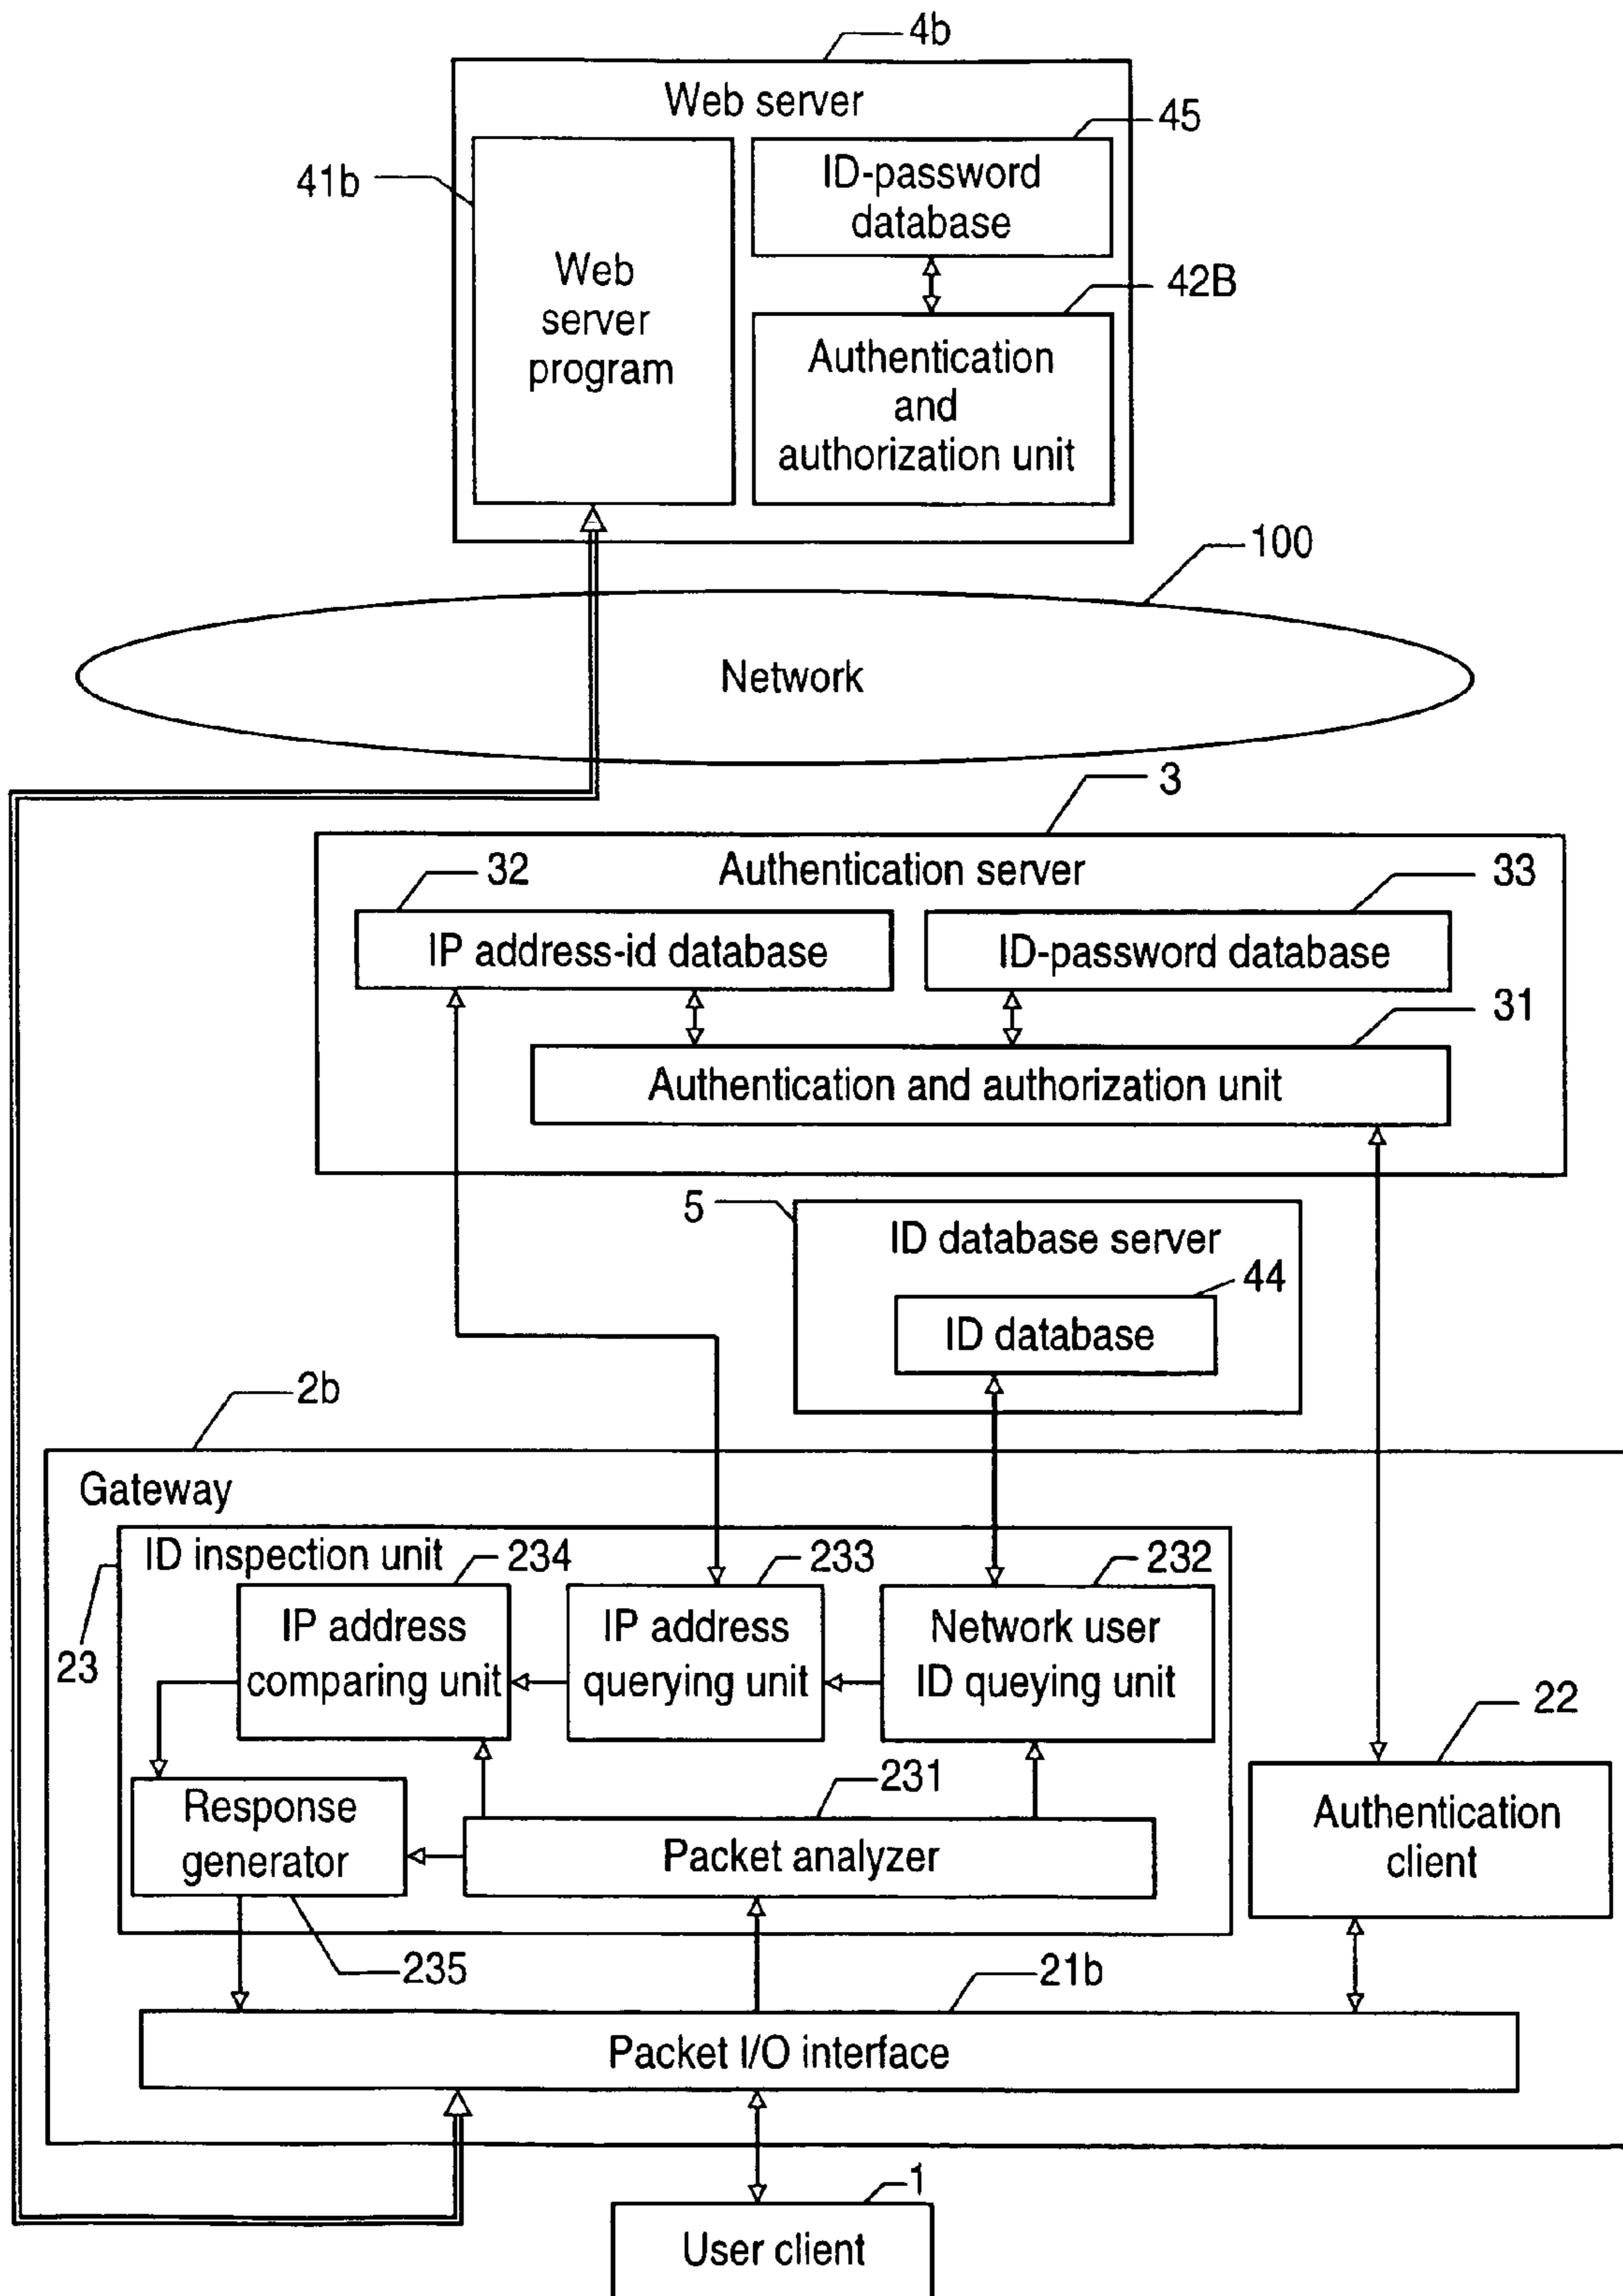 4b
Web server
45
41b
ID-password
database
Web
server
program
42B
Authentication
and
authorization unit
100
Network
3
32
Authentication server
33
IP address-id database
ID-password database
31
Authentication and authorization unit
5
ID database server
44
ID database
2b
Gateway
ID inspection unit
234
233
232
23
IP address
comparing unit
IP address
querying unit
Network user
ID queying unit
22
231
Response
generator
Packet analyzer
Authentication
client
235
21b
Packet I/O interface
1
User client